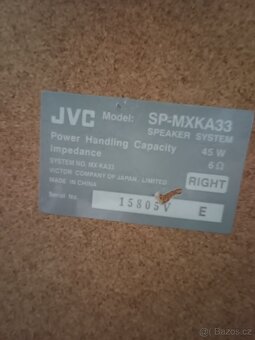 JVC Model: SP-MXKA33
SPEAKER SYSTEM
Power Handling Capacity 45 W
Impedance 6 Ω
SYSTEM NO. MX-KA33
VICTOR COMPANY OF JAPAN, LIMITED
MADE IN CHINA
RIGHT
Serial No. 15805V E
Bazoš.cz